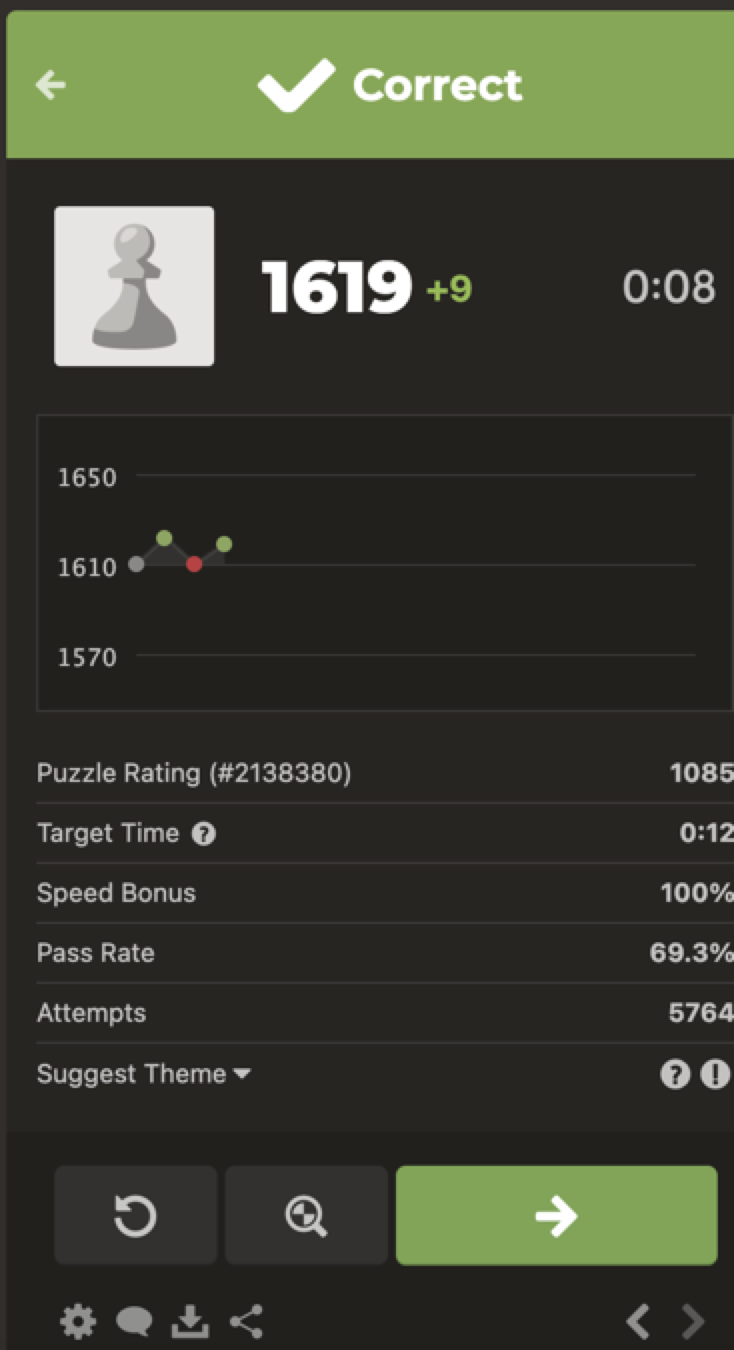 Correct
1619 +9 0:08
1650
1610
1570
Puzzle Rating (#2138380) 1085
Target Time ? 0:12
Speed Bonus 100%
Pass Rate 69.3%
Attempts 5764
Suggest Theme ? !